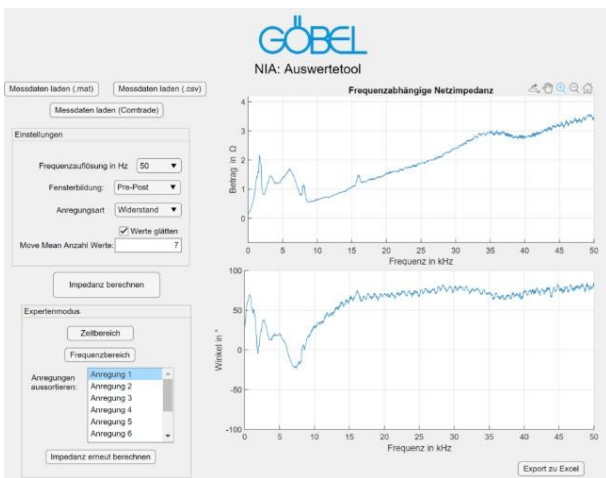 GÖBEL
NIA: Auswertetool
Messdaten laden (.mat) Messdaten laden (.csv)
Messdaten laden (Comtrade)
Einstellungen
Frequenzauflösung in Hz 50
Fensterbildung: Pre-Post
Anregungsart Widerstand
Werte glätten
Move Mean Anzahl Werte: 7
Impedanz berechnen
Expertenmodus
Zeitbereich
Frequenzbereich
Anregungen aussortieren:
Anregung 1
Anregung 2
Anregung 3
Anregung 4
Anregung 5
Anregung 6
Impedanz erneut berechnen
Frequenzabhängige Netzimpedanz
Betrag in Ω
4
3
2
1
0
0 5 10 15 20 25 30 35 40 45 50
Frequenz in kHz
Winkel in °
100
50
0
-50
-100
0 5 10 15 20 25 30 35 40 45 50
Frequenz in kHz
Export zu Excel